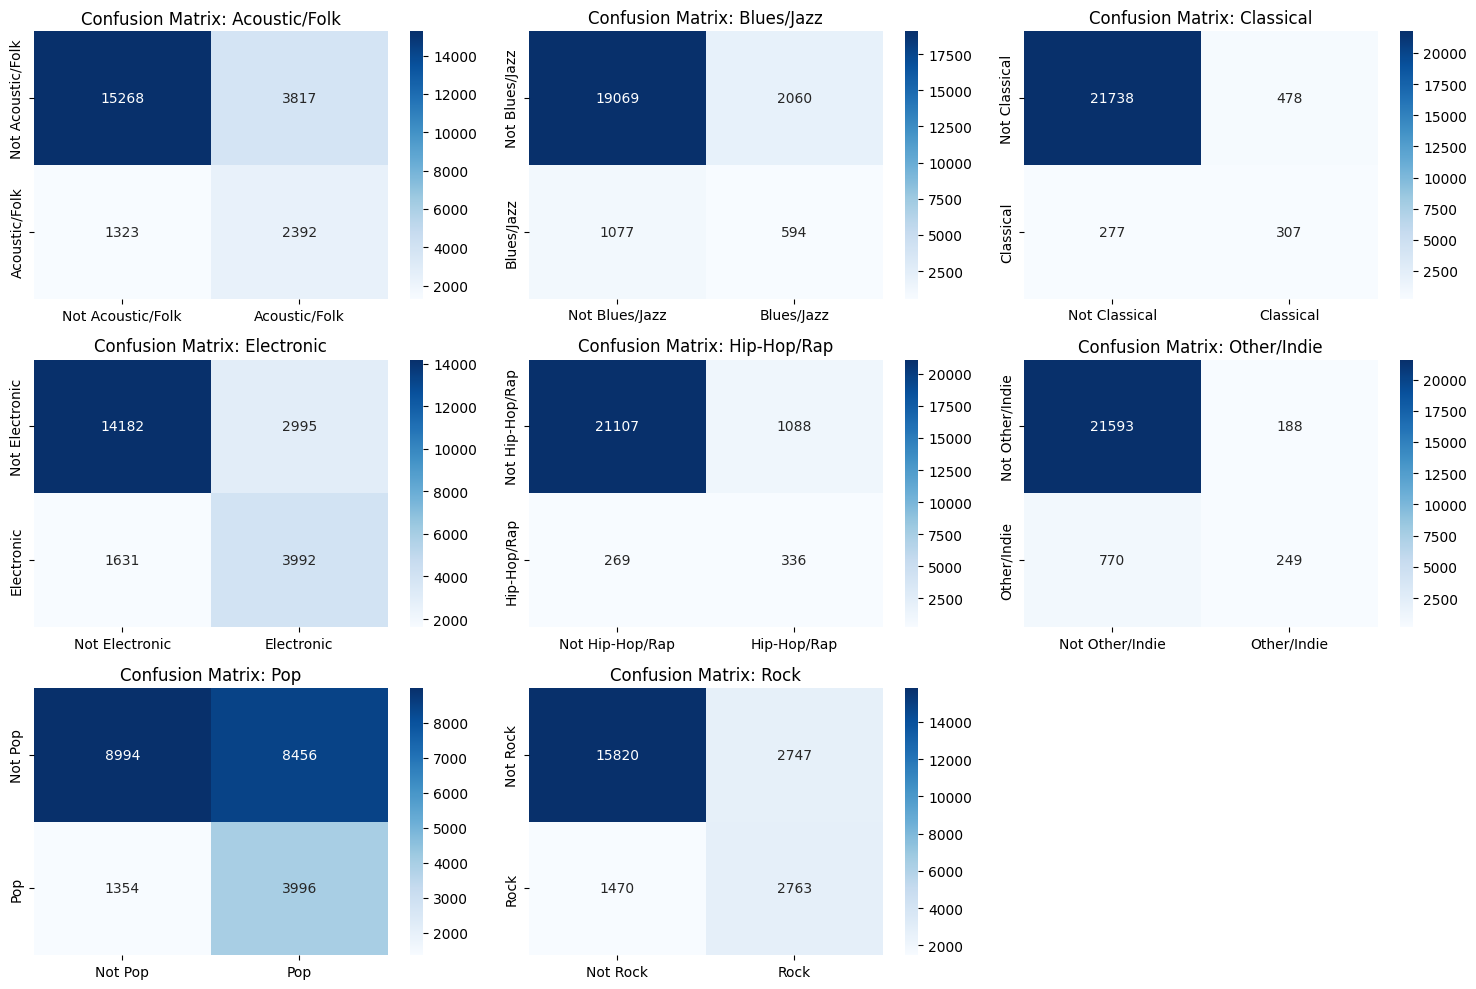 Confusion Matrix: Acoustic/Folk
Not Acoustic/Folk
Acoustic/Folk
15268
3817
1323
2392
Not Acoustic/Folk
Acoustic/Folk
14000
12000
10000
8000
6000
4000
2000
Confusion Matrix: Blues/Jazz
Not Blues/Jazz
Blues/Jazz
19069
2060
1077
594
Not Blues/Jazz
Blues/Jazz
17500
15000
12500
10000
7500
5000
2500
Confusion Matrix: Classical
Not Classical
Classical
21738
478
277
307
Not Classical
Classical
20000
17500
15000
12500
10000
7500
5000
2500
Confusion Matrix: Electronic
Not Electronic
Electronic
14182
2995
1631
3992
Not Electronic
Electronic
14000
12000
10000
8000
6000
4000
2000
Confusion Matrix: Hip-Hop/Rap
Not Hip-Hop/Rap
Hip-Hop/Rap
21107
1088
269
336
Not Hip-Hop/Rap
Hip-Hop/Rap
20000
17500
15000
12500
10000
7500
5000
2500
Confusion Matrix: Other/Indie
Not Other/Indie
Other/Indie
21593
188
770
249
Not Other/Indie
Other/Indie
20000
17500
15000
12500
10000
7500
5000
2500
Confusion Matrix: Pop
Not Pop
Pop
8994
8456
1354
3996
Not Pop
Pop
8000
7000
6000
5000
4000
3000
2000
Confusion Matrix: Rock
Not Rock
Rock
15820
2747
1470
2763
Not Rock
Rock
14000
12000
10000
8000
6000
4000
2000